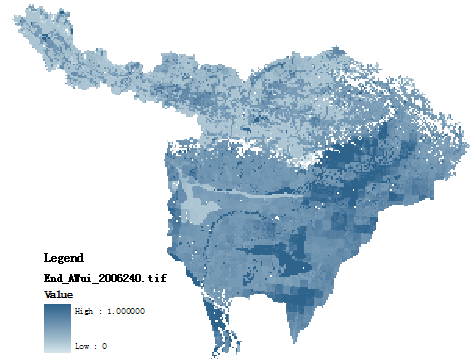 Legend
End_AWui_2006240.tif
Value
High : 1.000000
Low : 0